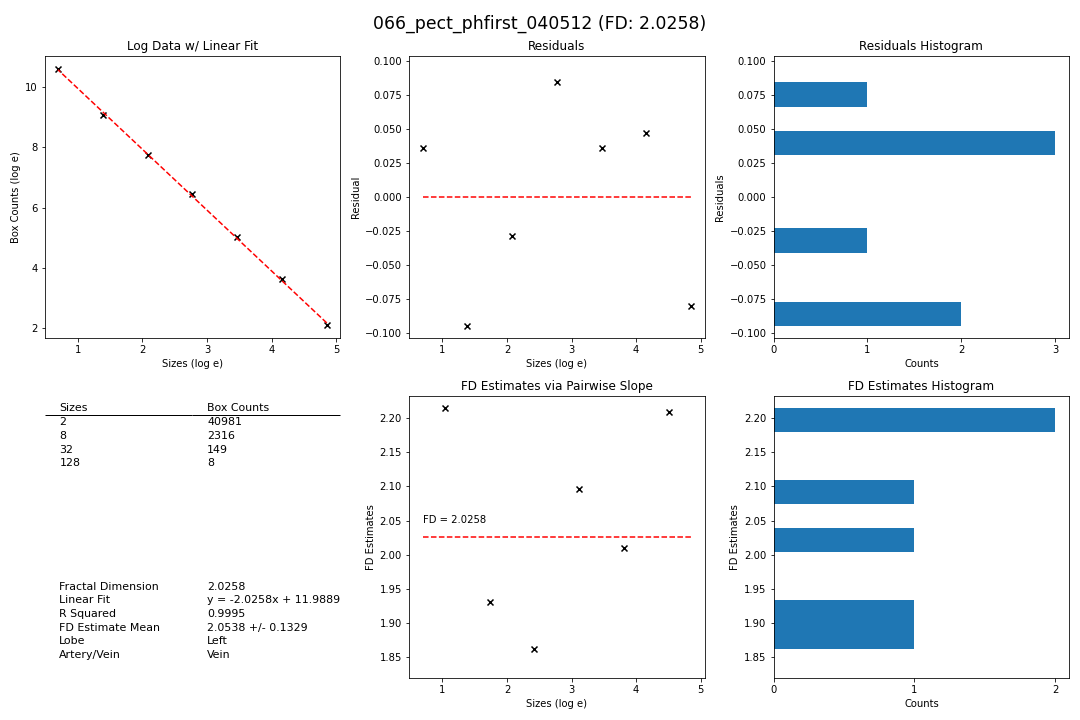 066_pect_phfirst_040512 (FD: 2.0258)
Log Data w/ Linear Fit
Box Counts (log e)
10
8
6
4
2
1 2 3 4 5
Sizes (log e)
Residuals
Residual
0.100
0.075
0.050
0.025
0.000
−0.025
−0.050
−0.075
−0.100
1 2 3 4 5
Sizes (log e)
Residuals Histogram
Residuals
0.100
0.075
0.050
0.025
0.000
−0.025
−0.050
−0.075
−0.100
0 1 2 3
Counts
Sizes Box Counts
2 40981
8 2316
32 149
128 8
Fractal Dimension 2.0258
Linear Fit y = -2.0258x + 11.9889
R Squared 0.9995
FD Estimate Mean 2.0538 +/- 0.1329
Lobe Left
Artery/Vein Vein
FD Estimates via Pairwise Slope
FD Estimates
2.20
2.15
2.10
2.05
2.00
1.95
1.90
1.85
FD = 2.0258
1 2 3 4 5
Sizes (log e)
FD Estimates Histogram
FD Estimates
2.20
2.15
2.10
2.05
2.00
1.95
1.90
1.85
0 1 2
Counts